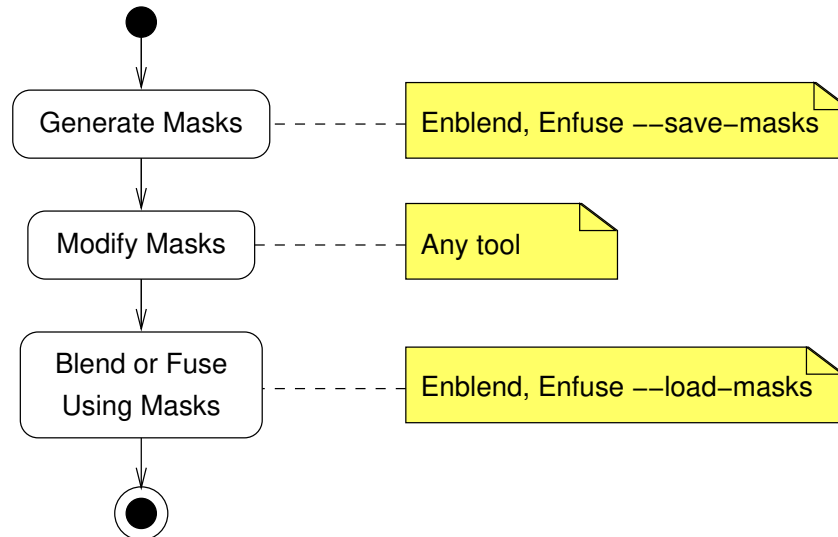 Generate Masks
Enblend, Enfuse −−save−masks
Modify Masks
Any tool
Blend or Fuse
Using Masks
Enblend, Enfuse −−load−masks